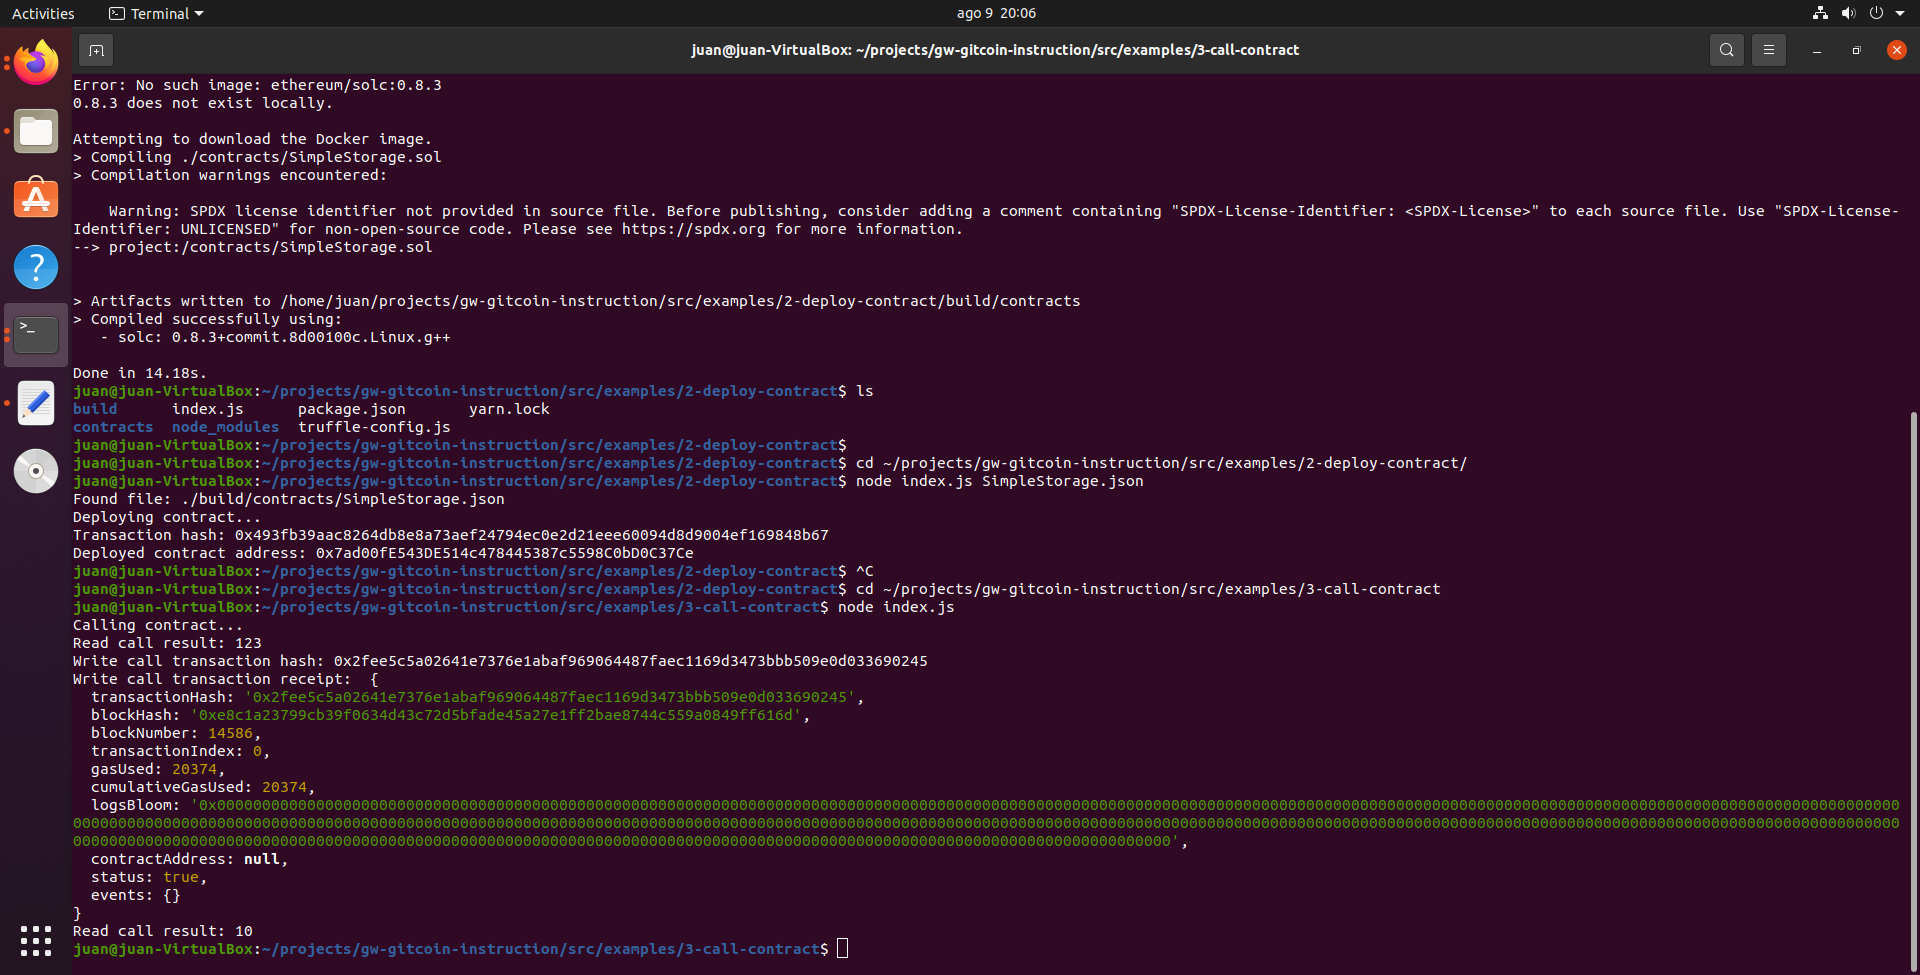 Activities
Terminal
ago 9 20:06
juan@juan-VirtualBox: ~/projects/gw-gitcoin-instruction/src/examples/3-call-contract
Error: No such image: ethereum/solc:0.8.3
0.8.3 does not exist locally.
Attempting to download the Docker image.
> Compiling ./contracts/SimpleStorage.sol
> Compilation warnings encountered:
Warning: SPDX license identifier not provided in source file. Before publishing, consider adding a comment containing "SPDX-License-Identifier: <SPDX-License>" to each source file. Use "SPDX-License-
Identifier: UNLICENSED" for non-open-source code. Please see https://spdx.org for more information.
--> project:/contracts/SimpleStorage.sol
> Artifacts written to /home/juan/projects/gw-gitcoin-instruction/src/examples/2-deploy-contract/build/contracts
> Compiled successfully using:
- solc: 0.8.3+commit.8d00100c.Linux.g++
Done in 14.18s.
juan@juan-VirtualBox:~/projects/gw-gitcoin-instruction/src/examples/2-deploy-contract$ ls
build index.js package.json yarn.lock
contracts node_modules truffle-config.js
juan@juan-VirtualBox:~/projects/gw-gitcoin-instruction/src/examples/2-deploy-contract$
juan@juan-VirtualBox:~/projects/gw-gitcoin-instruction/src/examples/2-deploy-contract$ cd ~/projects/gw-gitcoin-instruction/src/examples/2-deploy-contract/
juan@juan-VirtualBox:~/projects/gw-gitcoin-instruction/src/examples/2-deploy-contract$ node index.js SimpleStorage.json
Found file: ./build/contracts/SimpleStorage.json
Deploying contract...
Transaction hash: 0x493fb39aac8264db8e8a73aef24794ec0e2d21eee60094d8d9004ef169848b67
Deployed contract address: 0x7ad00fE543DE514c478445387c5598C0bD0C37Ce
juan@juan-VirtualBox:~/projects/gw-gitcoin-instruction/src/examples/2-deploy-contract$ ^C
juan@juan-VirtualBox:~/projects/gw-gitcoin-instruction/src/examples/2-deploy-contract$ cd ~/projects/gw-gitcoin-instruction/src/examples/3-call-contract
juan@juan-VirtualBox:~/projects/gw-gitcoin-instruction/src/examples/3-call-contract$ node index.js
Calling contract...
Read call result: 123
Write call transaction hash: 0x2fee5c5a02641e7376e1abaf969064487faec1169d3473bbb509e0d033690245
Write call transaction receipt: {
transactionHash: '0x2fee5c5a02641e7376e1abaf969064487faec1169d3473bbb509e0d033690245',
blockHash: '0xe8c1a23799cb39f0634d43c72d5bfade45a27e1ff2bae8744c559a0849ff616d',
blockNumber: 14586,
transactionIndex: 0,
gasUsed: 20374,
cumulativeGasUsed: 20374,
logsBloom: '0x00000000000000000000000000000000000000000000000000000000000000000000000000000000000000000000000000000000000000000000000000000000000000000000000000000000000000000000000000000000000000000
00000000000000000000000000000000000000000000000000000000000000000000000000000000000000000000000000000000000000000000000000000000000000000000000000000000000000000000000000000000000000000000000000000000000
00000000000000000000000000000000000000000000000000000000000000000000000000000000000000000000000000000000000000000000000000',
contractAddress: null,
status: true,
events: {}
}
Read call result: 10
juan@juan-VirtualBox:~/projects/gw-gitcoin-instruction/src/examples/3-call-contract$